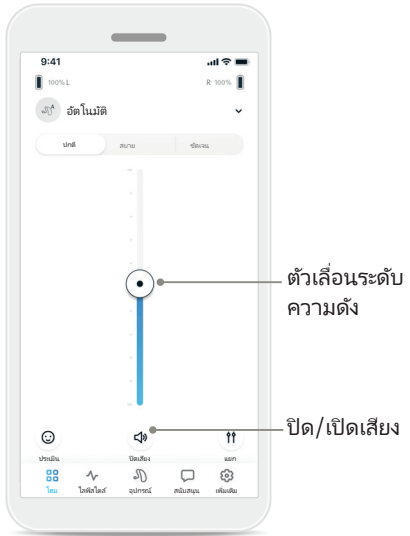 9:41
100% L
R 100%
อัตโนมัติ
ปกติ
สบาย
ชัดเจน
ตัวเลื่อนระดับ
ความดัง
ปิด/เปิดเสียง
ประเมิน
ปิดเสียง
แยก
โฮม
ไลฟ์สไตล์
อุปกรณ์
สนับสนุน
เพิ่มเติม